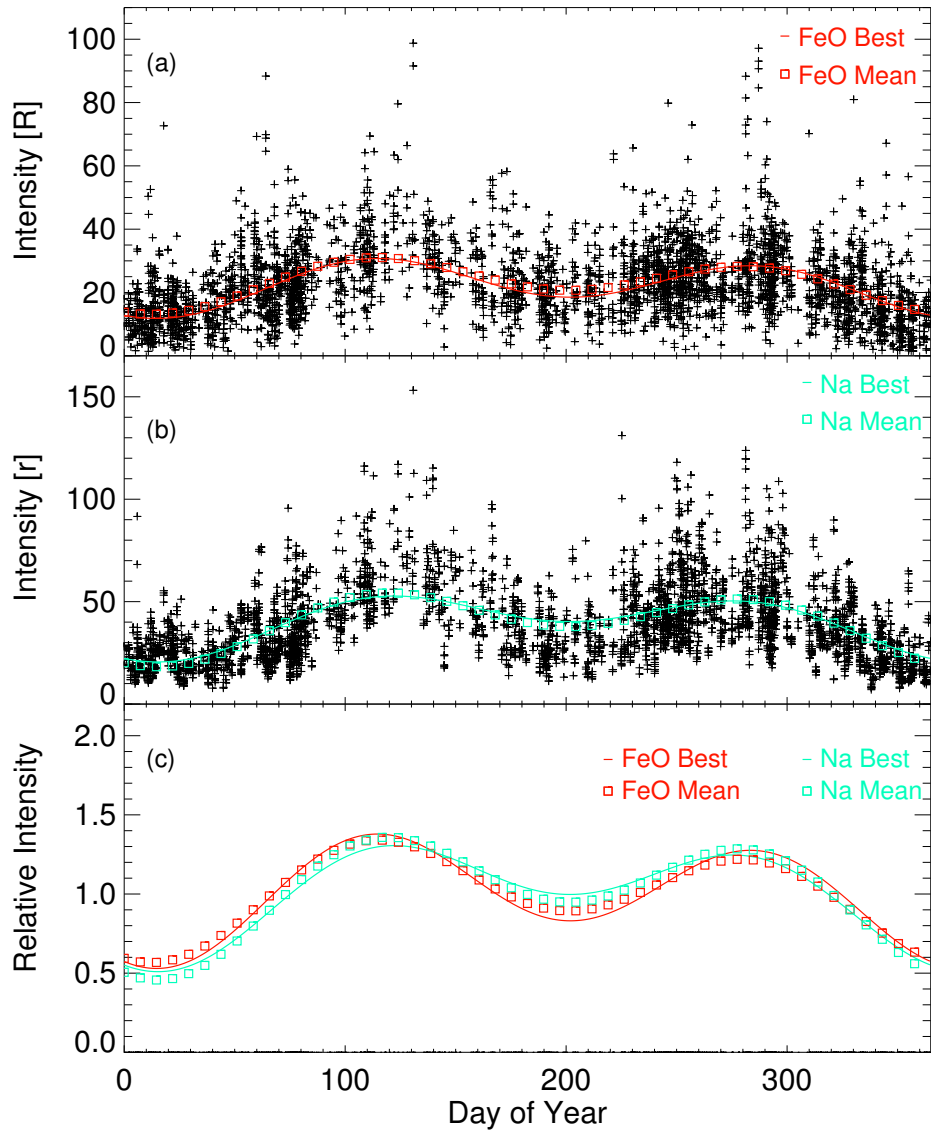 100
80
60
40
20
0
Intensity [R]
(a)
FeO Best
FeO Mean
150
100
50
0
Intensity [r]
(b)
Na Best
Na Mean
2.0
1.5
1.0
0.5
0.0
Relative Intensity
(c)
FeO Best
FeO Mean
Na Best
Na Mean
0 100 200 300
Day of Year